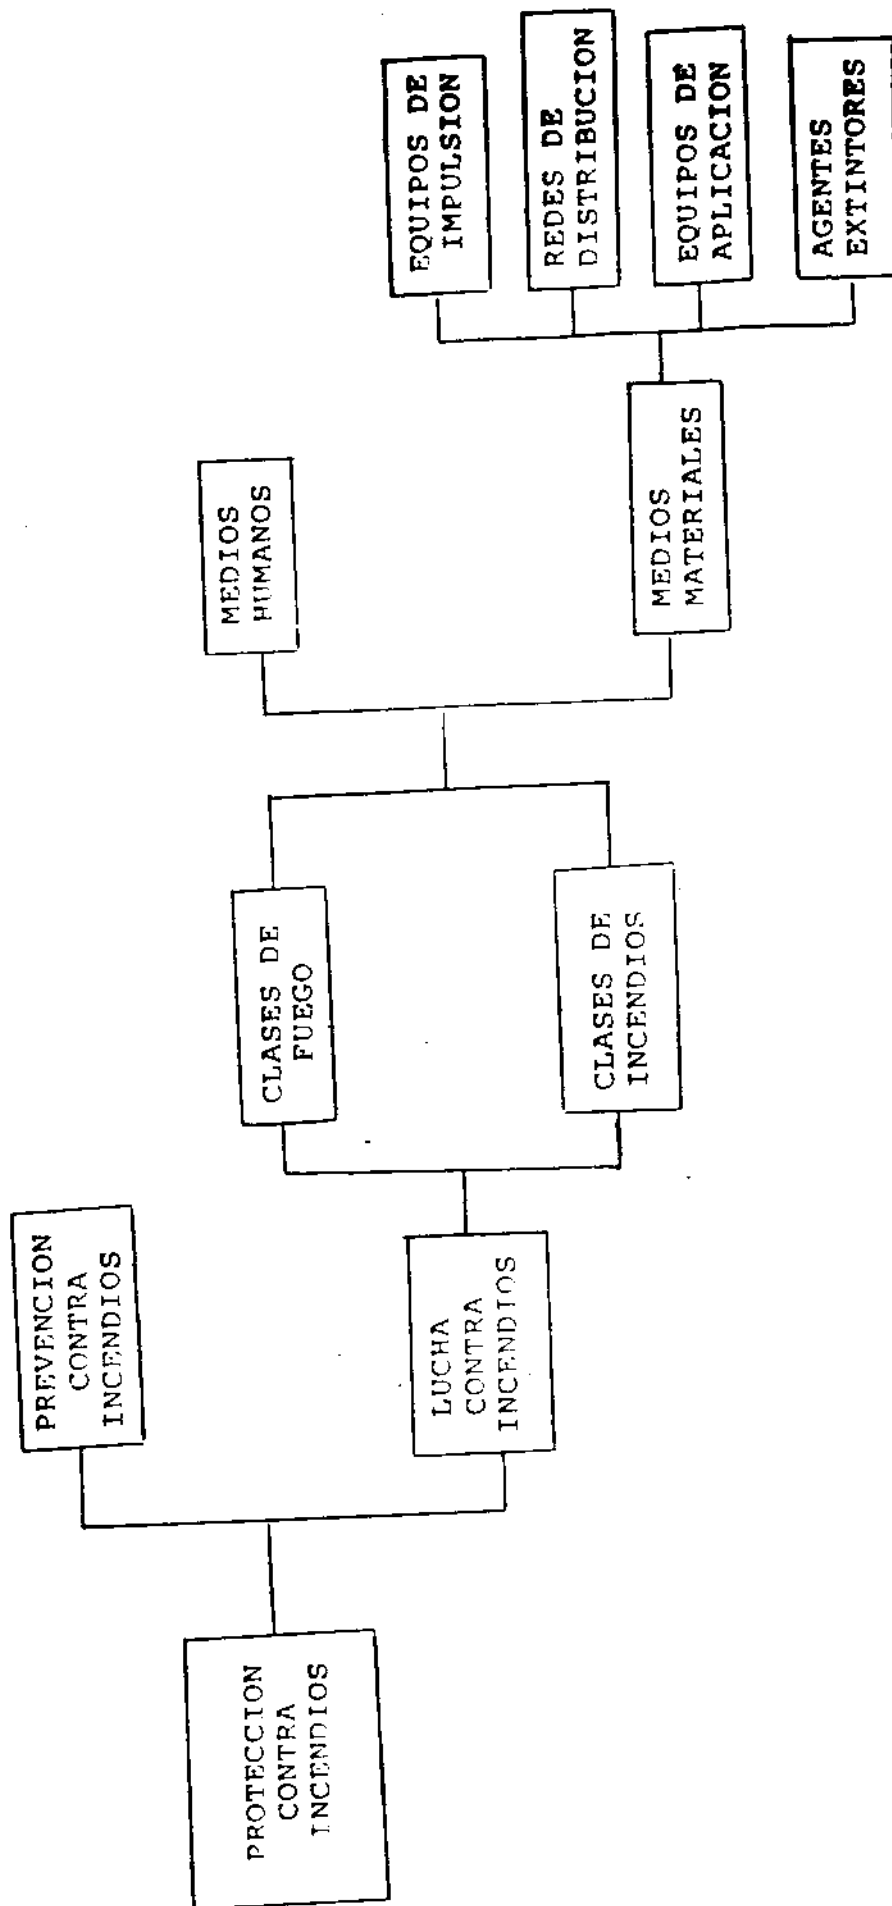 PROTECCION
CONTRA
INCENDIOS
PREVENCION
CONTRA
INCENDIOS
LUCHA
CONTRA
INCENDIOS
CLASES DE
FUEGO
CLASES DE
INCENDIOS
MEDIOS
HUMANOS
MEDIOS
MATERIALES
EQUIPOS DE
IMPULSION
REDES DE
DISTRIBUCION
EQUIPOS DE
APLICACION
AGENTES
EXTINTORES